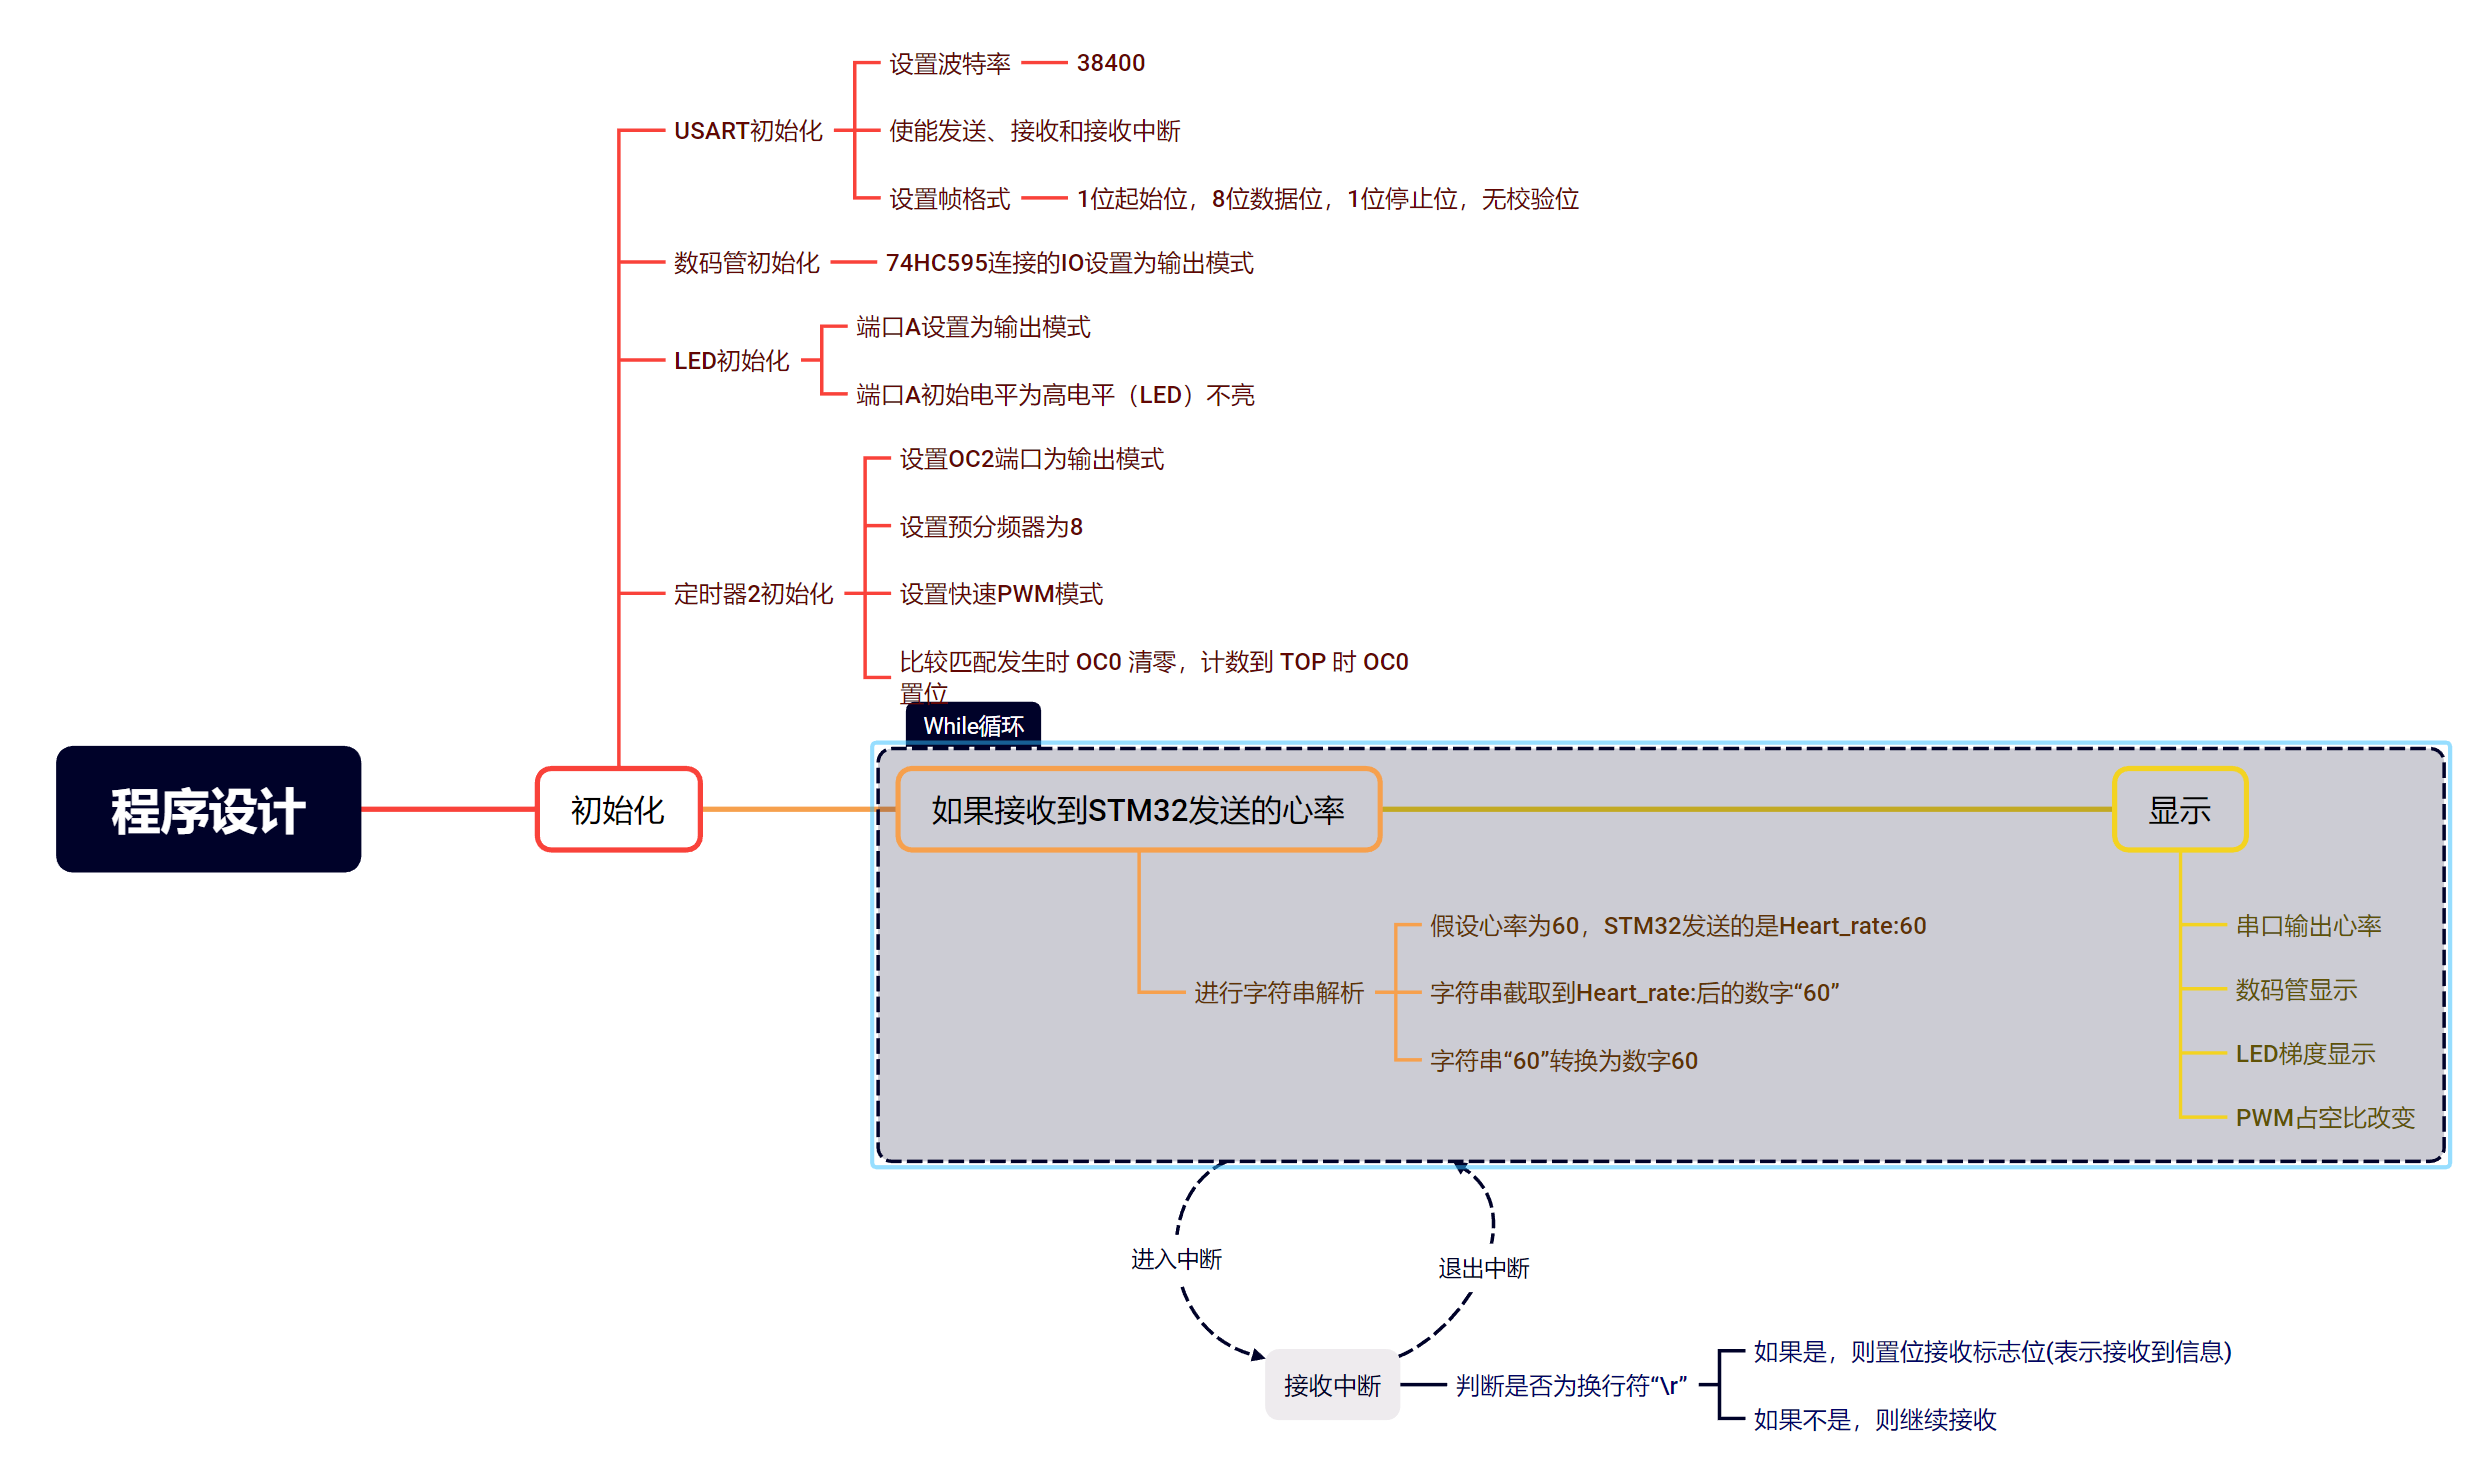 设置波特率
38400
USART初始化
使能发送、接收和接收中断
设置帧格式
1位起始位，8位数据位，1位停止位，无校验位
数码管初始化
74HC595连接的IO设置为输出模式
LED初始化
端口A设置为输出模式
端口A初始电平为高电平（LED）不亮
定时器2初始化
设置OC2端口为输出模式
设置预分频器为8
设置快速PWM模式
比较匹配发生时 OC0 清零，计数到 TOP 时 OC0
置位
While循环
程序设计
初始化
如果接收到STM32发送的心率
显示
进行字符串解析
假设心率为60，STM32发送的是Heart_rate:60
字符串截取到Heart_rate:后的数字“60”
字符串“60”转换为数字60
串口输出心率
数码管显示
LED梯度显示
PWM占空比改变
进入中断
退出中断
接收中断
判断是否为换行符“\r”
如果是，则置位接收标志位(表示接收到信息)
如果不是，则继续接收